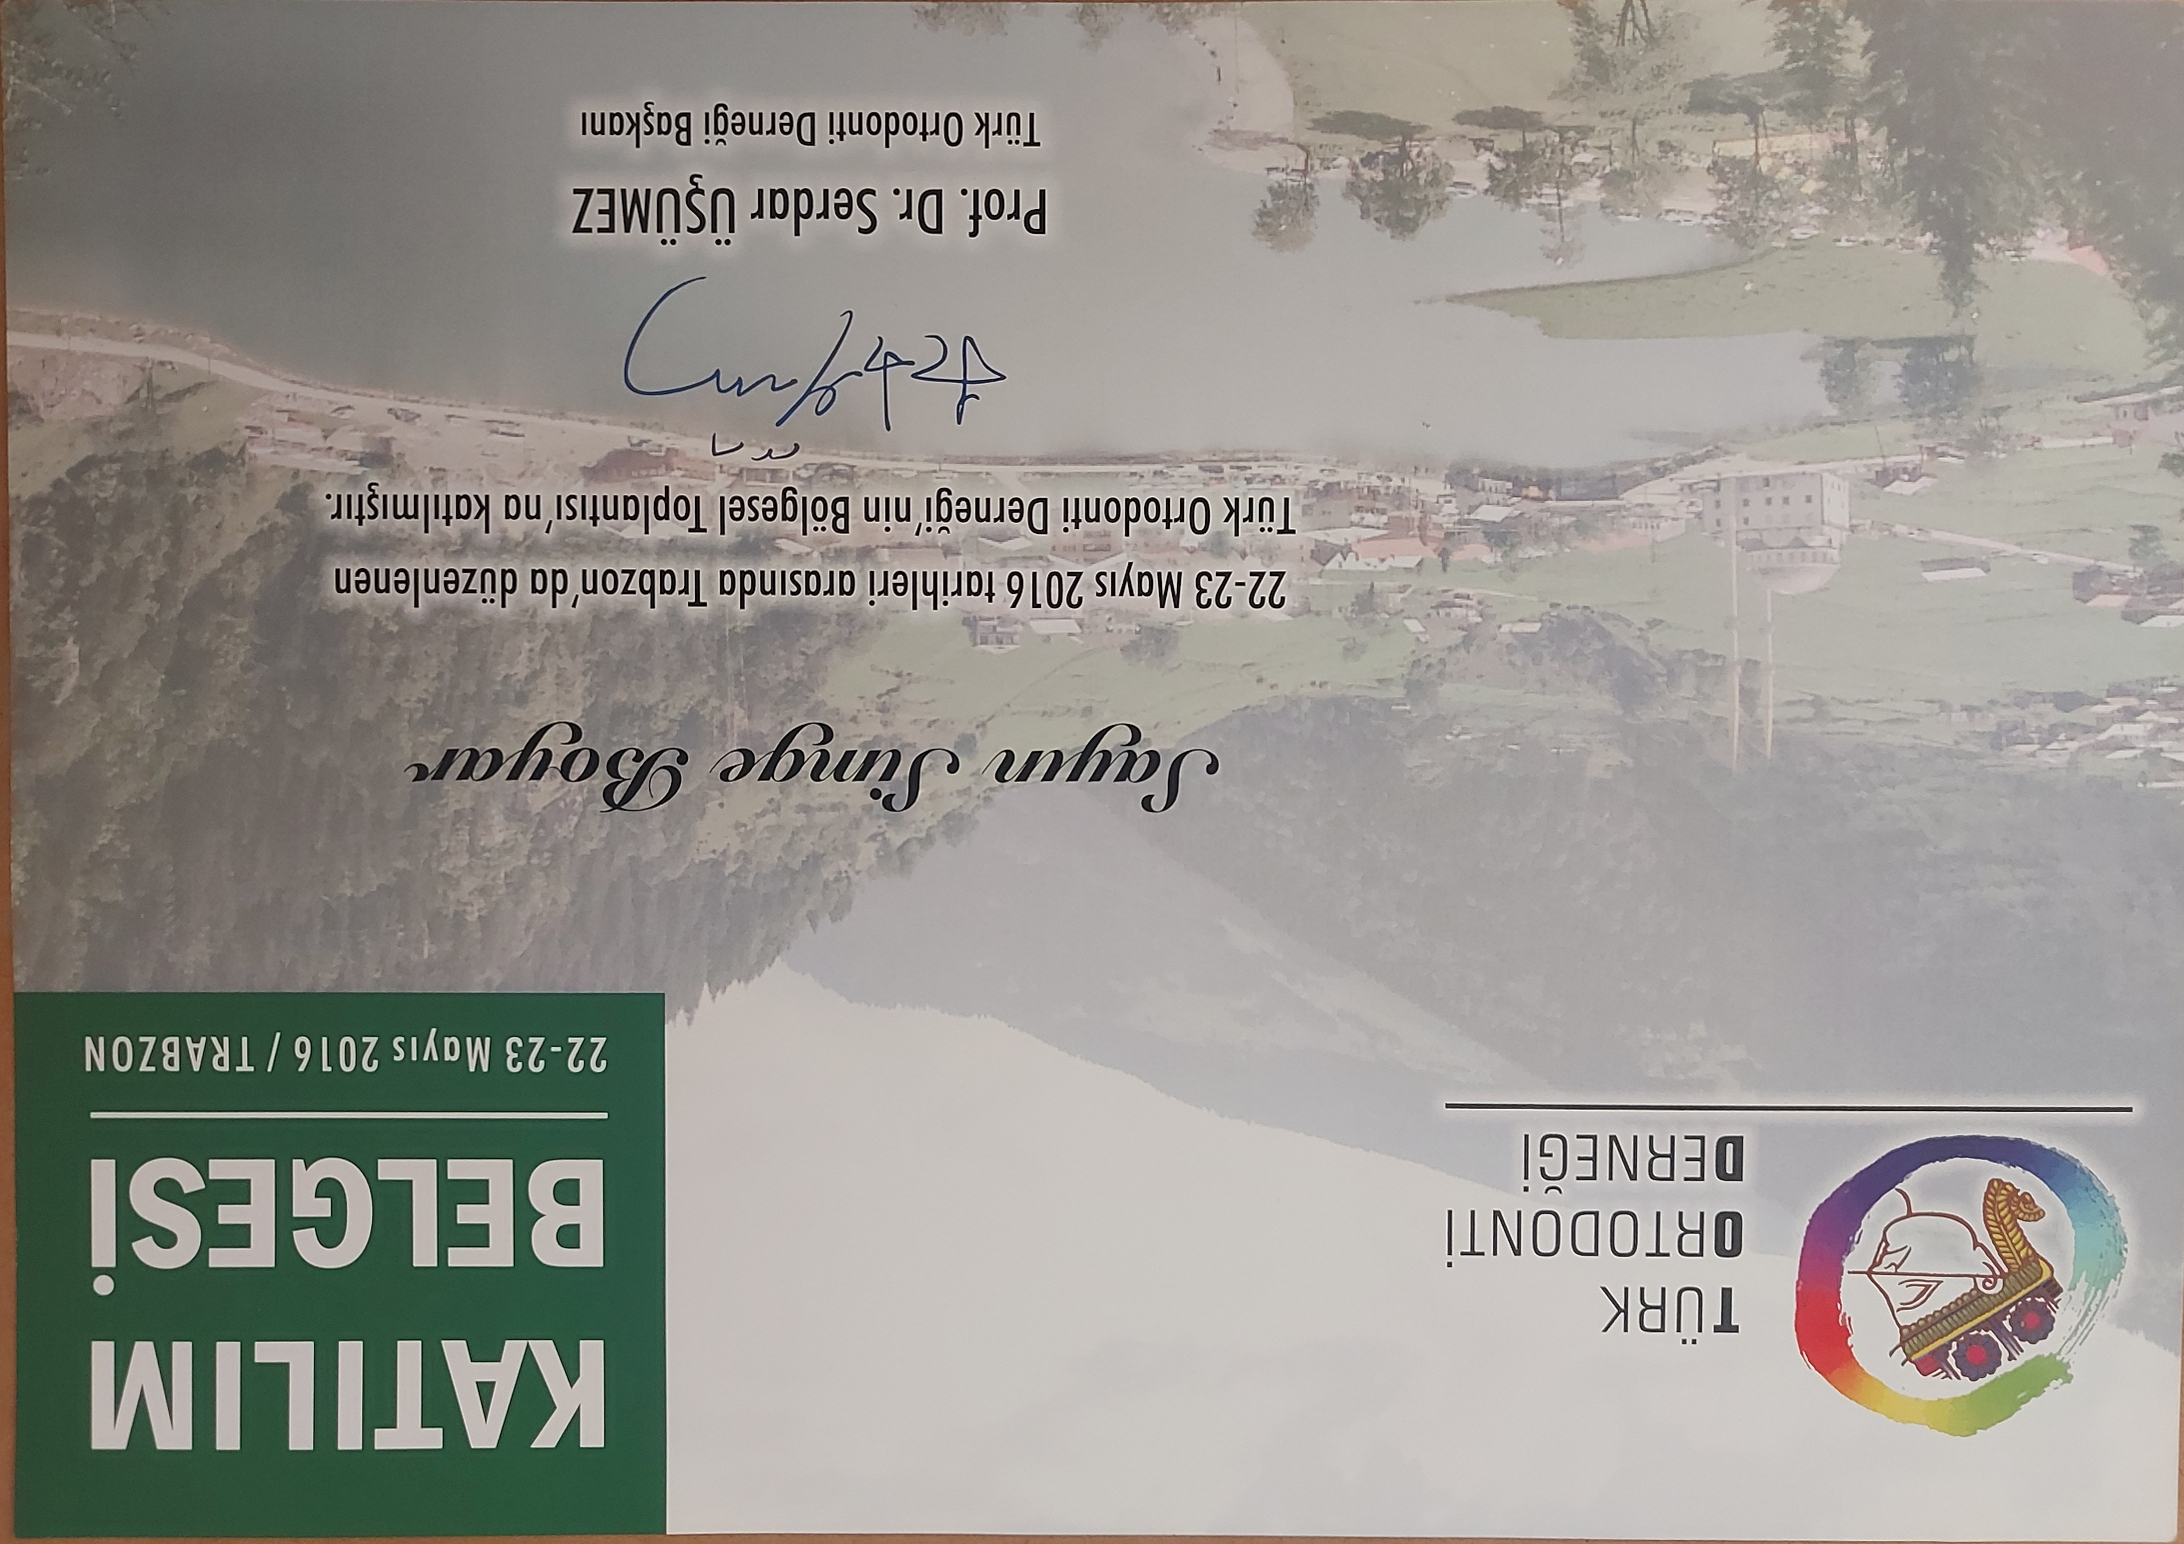 TÜRK
ORTODONTİ
DERNEĞİ
KATILIM
BELGESİ
22-23 Mayıs 2016 / TRABZON
Sayın Simge Boyar
22-23 Mayıs 2016 tarihleri arasında Trabzon'da düzenlenen
Türk Ortodonti Derneği'nin Bölgesel Toplantısı'na katılmıştır.
Prof. Dr. Serdar ÜŞÜMEZ
Türk Ortodonti Derneği Başkanı